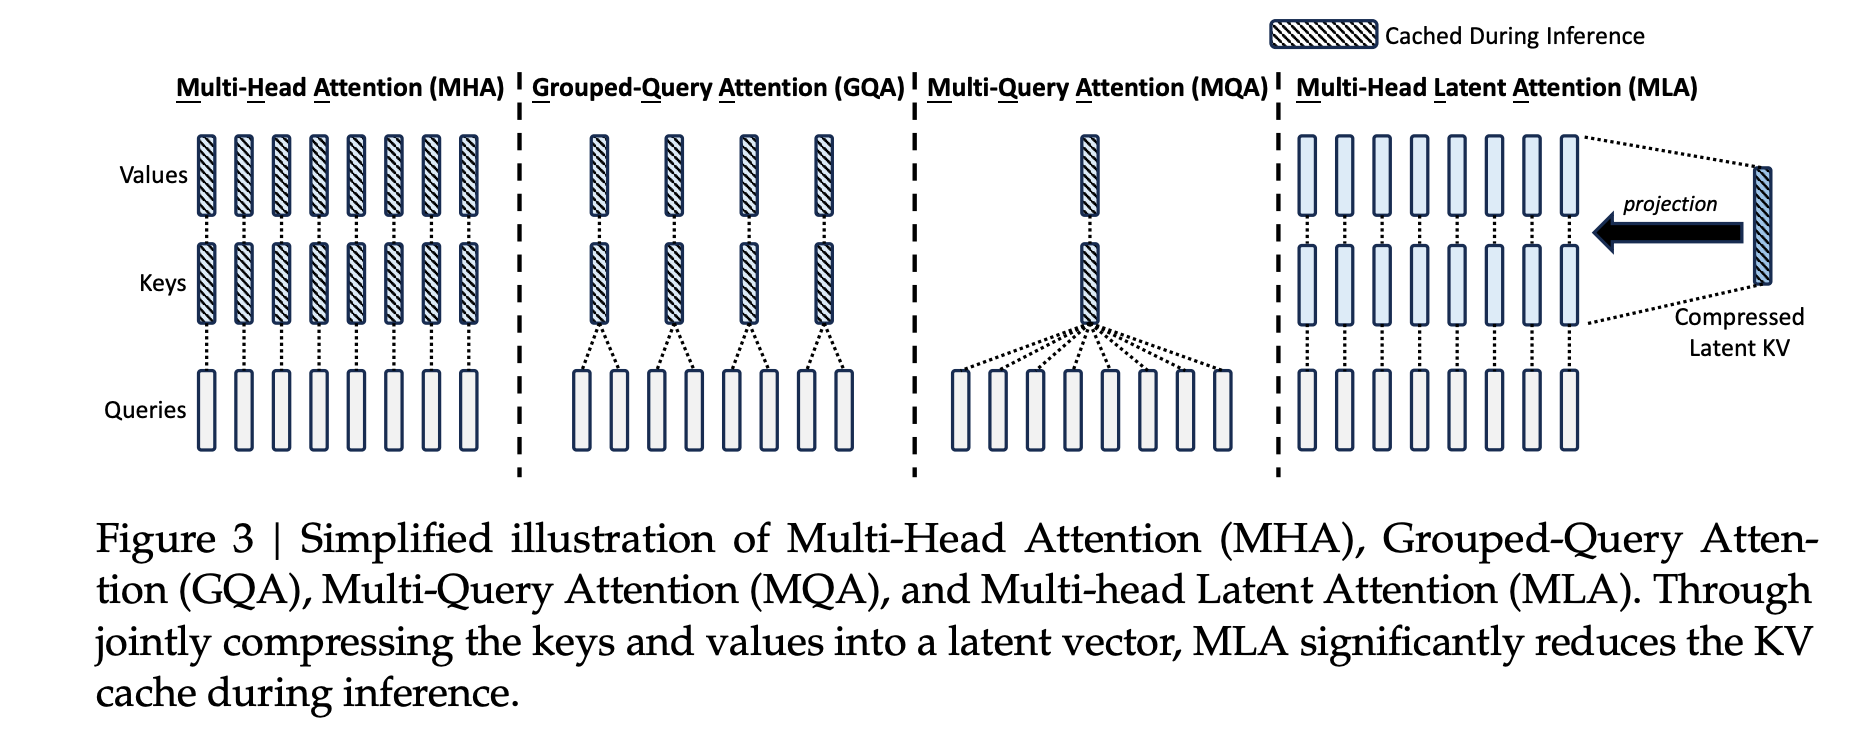 Cached During Inference
Multi-Head Attention (MHA)
Grouped-Query Attention (GQA)
Multi-Query Attention (MQA)
Multi-Head Latent Attention (MLA)
Values
Keys
Queries
projection
Compressed
Latent KV
Figure 3 | Simplified illustration of Multi-Head Attention (MHA), Grouped-Query Atten-
tion (GQA), Multi-Query Attention (MQA), and Multi-head Latent Attention (MLA). Through
jointly compressing the keys and values into a latent vector, MLA significantly reduces the KV
cache during inference.